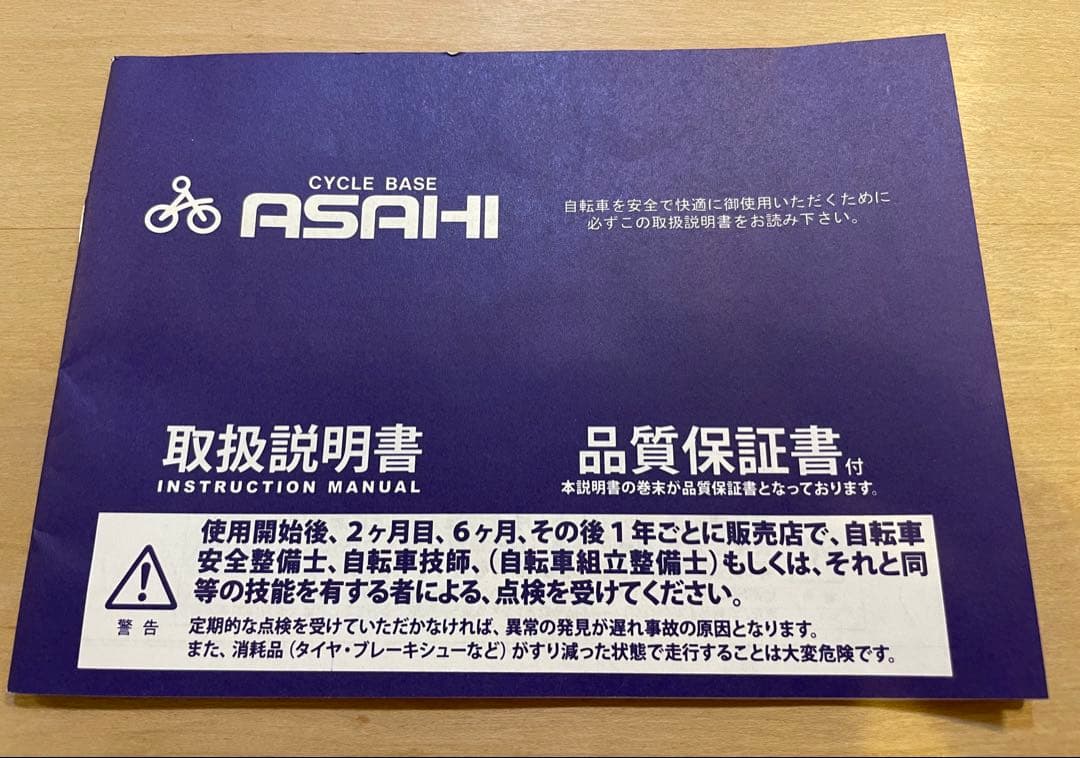 CYCLE BASE
ASAHI
自転車を安全で快適に御使用いただくために
必ずこの取扱説明書をお読み下さい。
取扱説明書
INSTRUCTION MANUAL
品質保証書付
本説明書の巻末が品質保証書となっております。
使用開始後、2ヶ月目、6ヶ月、その後1年ごとに販売店で、自転車
安全整備士、自転車技師、(自転車組立整備士)もしくは、それと同
等の技能を有する者による、点検を受けてください。
警告
定期的な点検を受けていただかなければ、異常の発見が遅れ事故の原因となります。
また、消耗品(タイヤ・ブレーキシューなど)がすり減った状態で走行することは大変危険です。